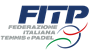 FITP
FEDERAZIONE
ITALIANA
TENNIS E PADEL